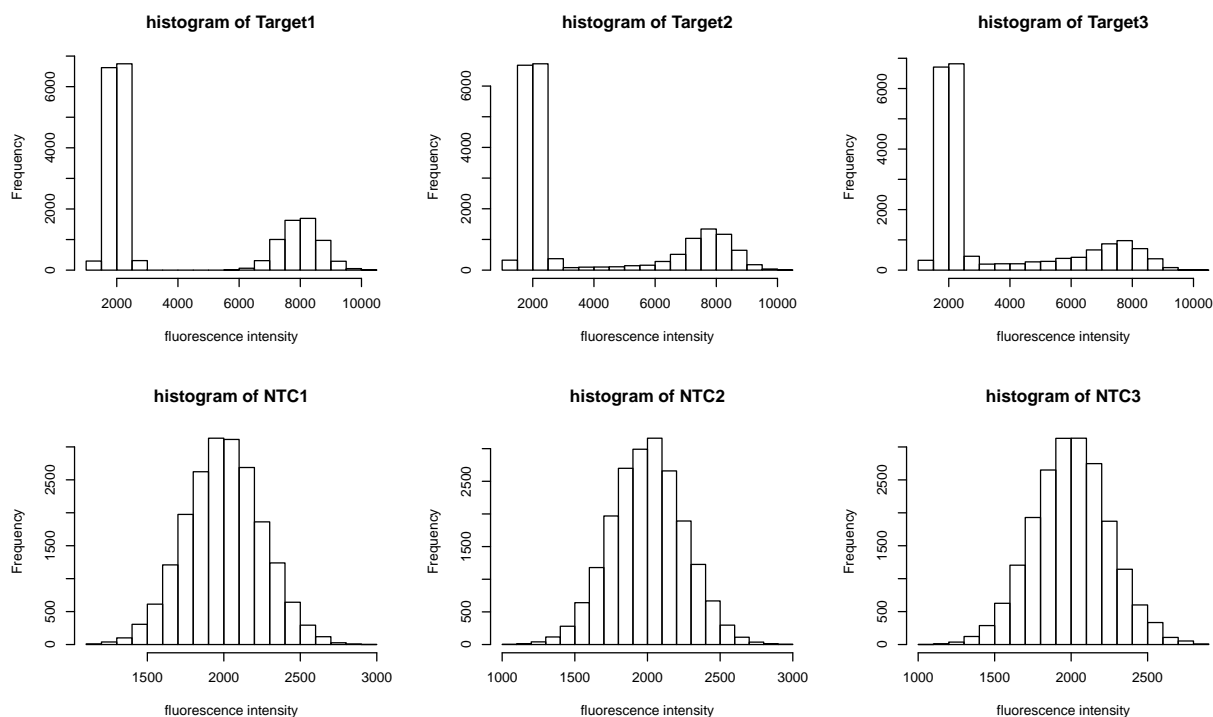 histogram of Target1
Frequency
0
2000
4000
6000
2000 4000 6000 8000 10000
fluorescence intensity
histogram of Target2
Frequency
0
2000
4000
6000
2000 4000 6000 8000 10000
fluorescence intensity
histogram of Target3
Frequency
0
2000
4000
6000
2000 4000 6000 8000 10000
fluorescence intensity
histogram of NTC1
Frequency
0
500
1500
2500
1500 2000 2500 3000
fluorescence intensity
histogram of NTC2
Frequency
0
500
1500
2500
1000 1500 2000 2500 3000
fluorescence intensity
histogram of NTC3
Frequency
0
500
1500
2500
1000 1500 2000 2500
fluorescence intensity